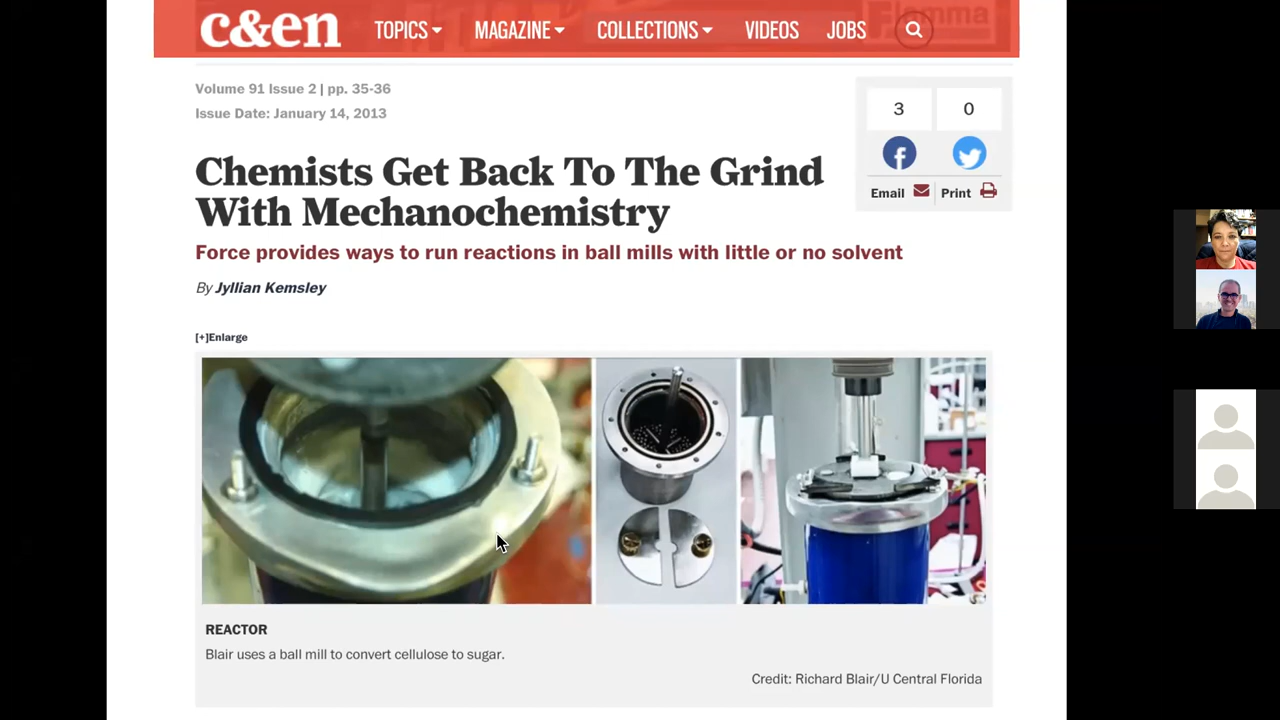 c&en
TOPICS MAGAZINE COLLECTIONS VIDEOS JOBS
Volume 91 Issue 2 | pp. 35-36
Issue Date: January 14, 2013
3 0
Email Print
Chemists Get Back To The Grind
With Mechanochemistry
Force provides ways to run reactions in ball mills with little or no solvent
By Jyllian Kemsley
[+]Enlarge
REACTOR
Blair uses a ball mill to convert cellulose to sugar.
Credit: Richard Blair/U Central Florida